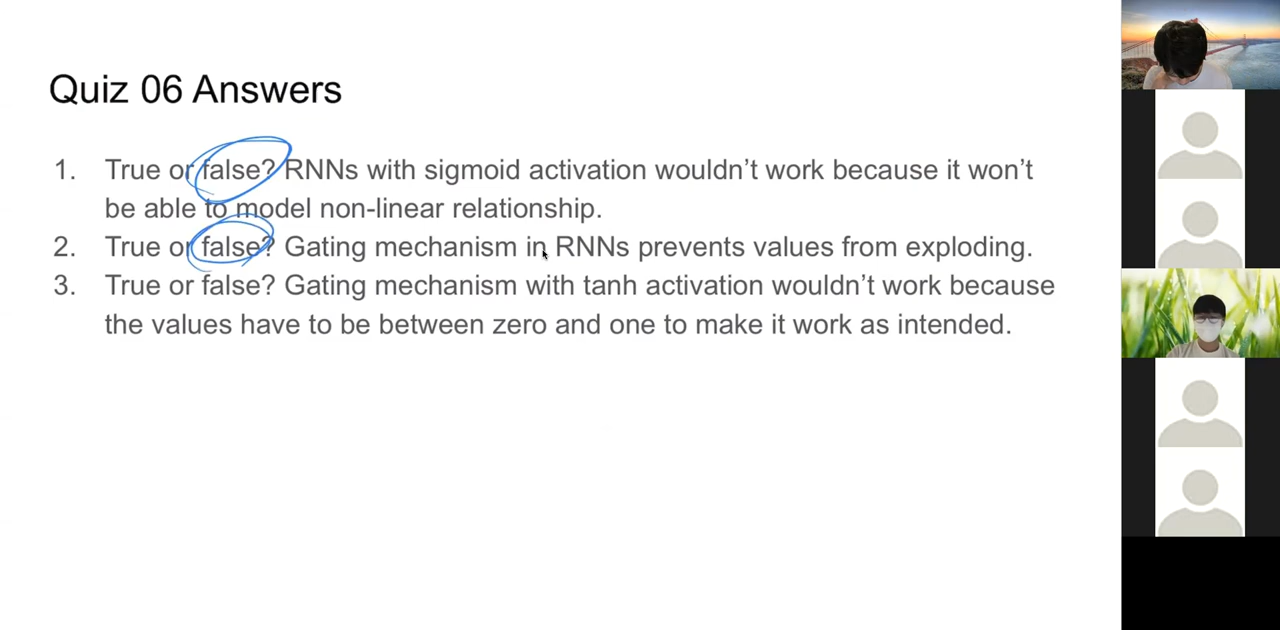 Quiz 06 Answers
1. True or false? RNNs with sigmoid activation wouldn’t work because it won’t
be able to model non-linear relationship.
2. True or false? Gating mechanism in RNNs prevents values from exploding.
3. True or false? Gating mechanism with tanh activation wouldn’t work because
the values have to be between zero and one to make it work as intended.